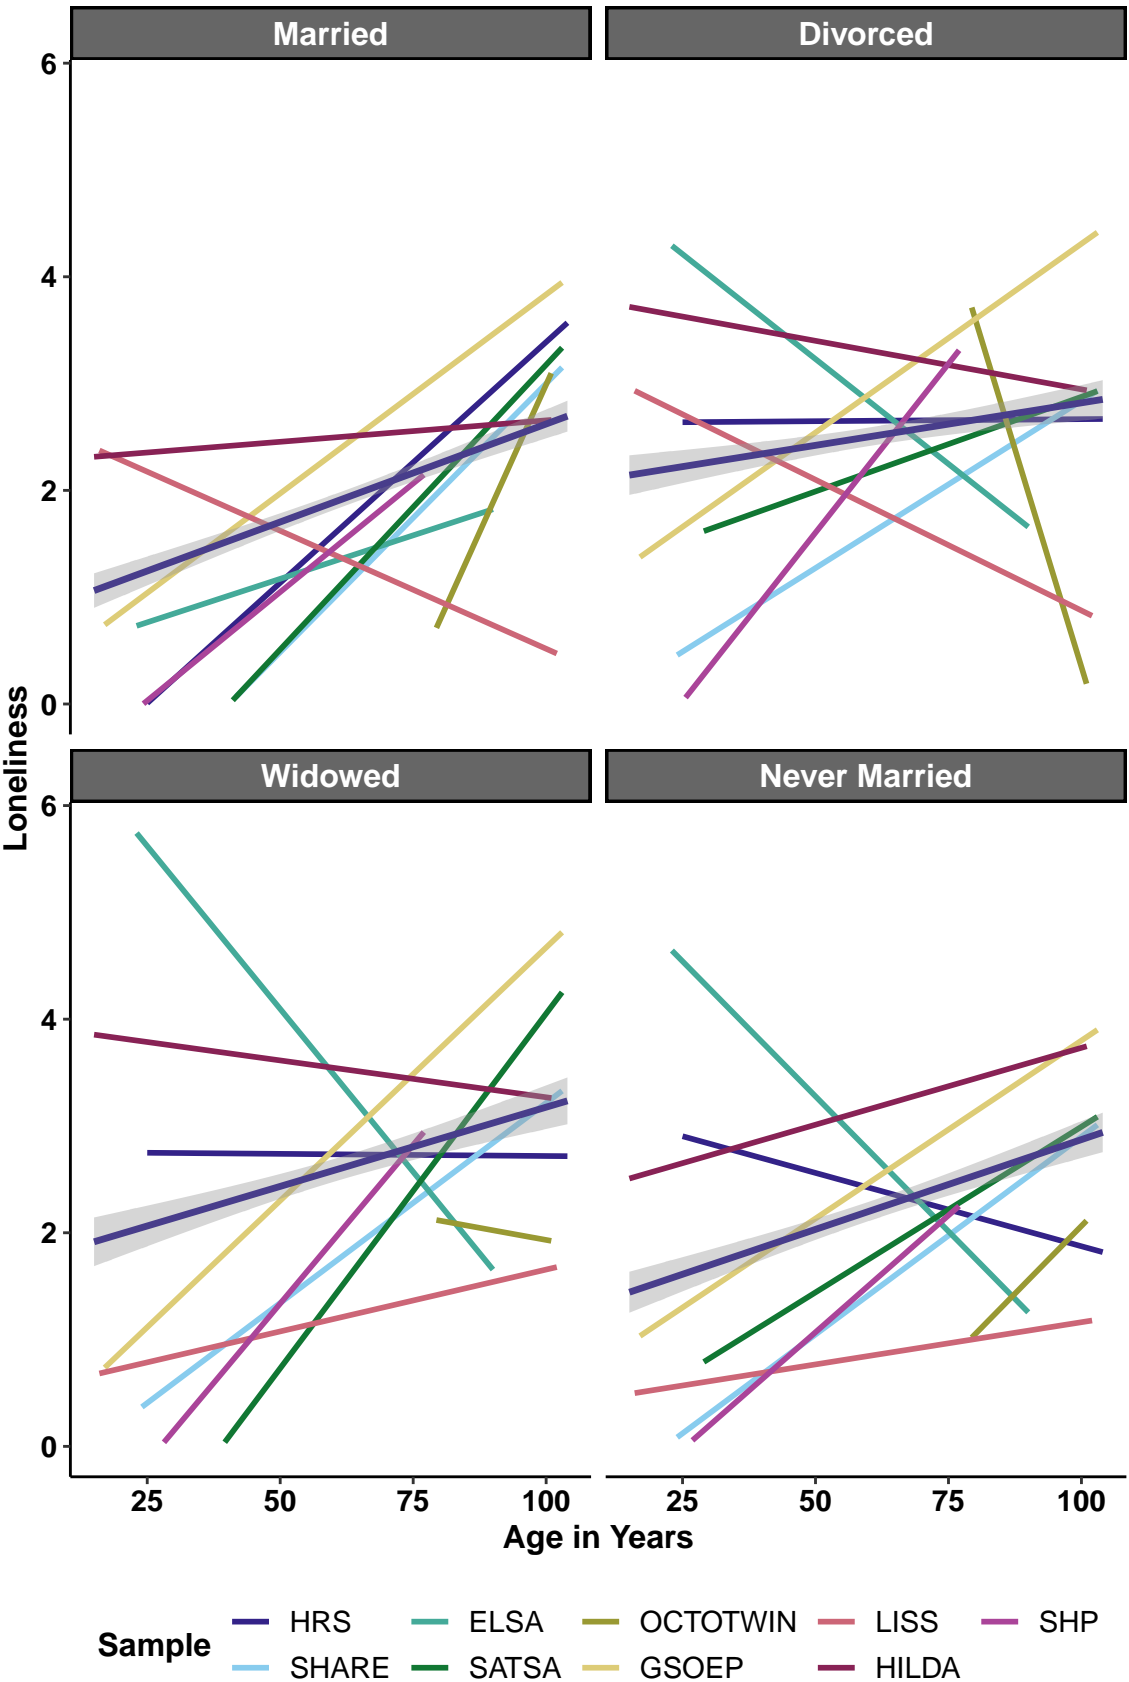 Married Divorced
6
4
2
0
Loneliness
Widowed Never Married
6
4
2
0
25 50 75 100 25 50 75 100
Age in Years
Sample
HRS ELSA OCTOTWIN LISS SHP
SHARE SATSA GSOEP HILDA